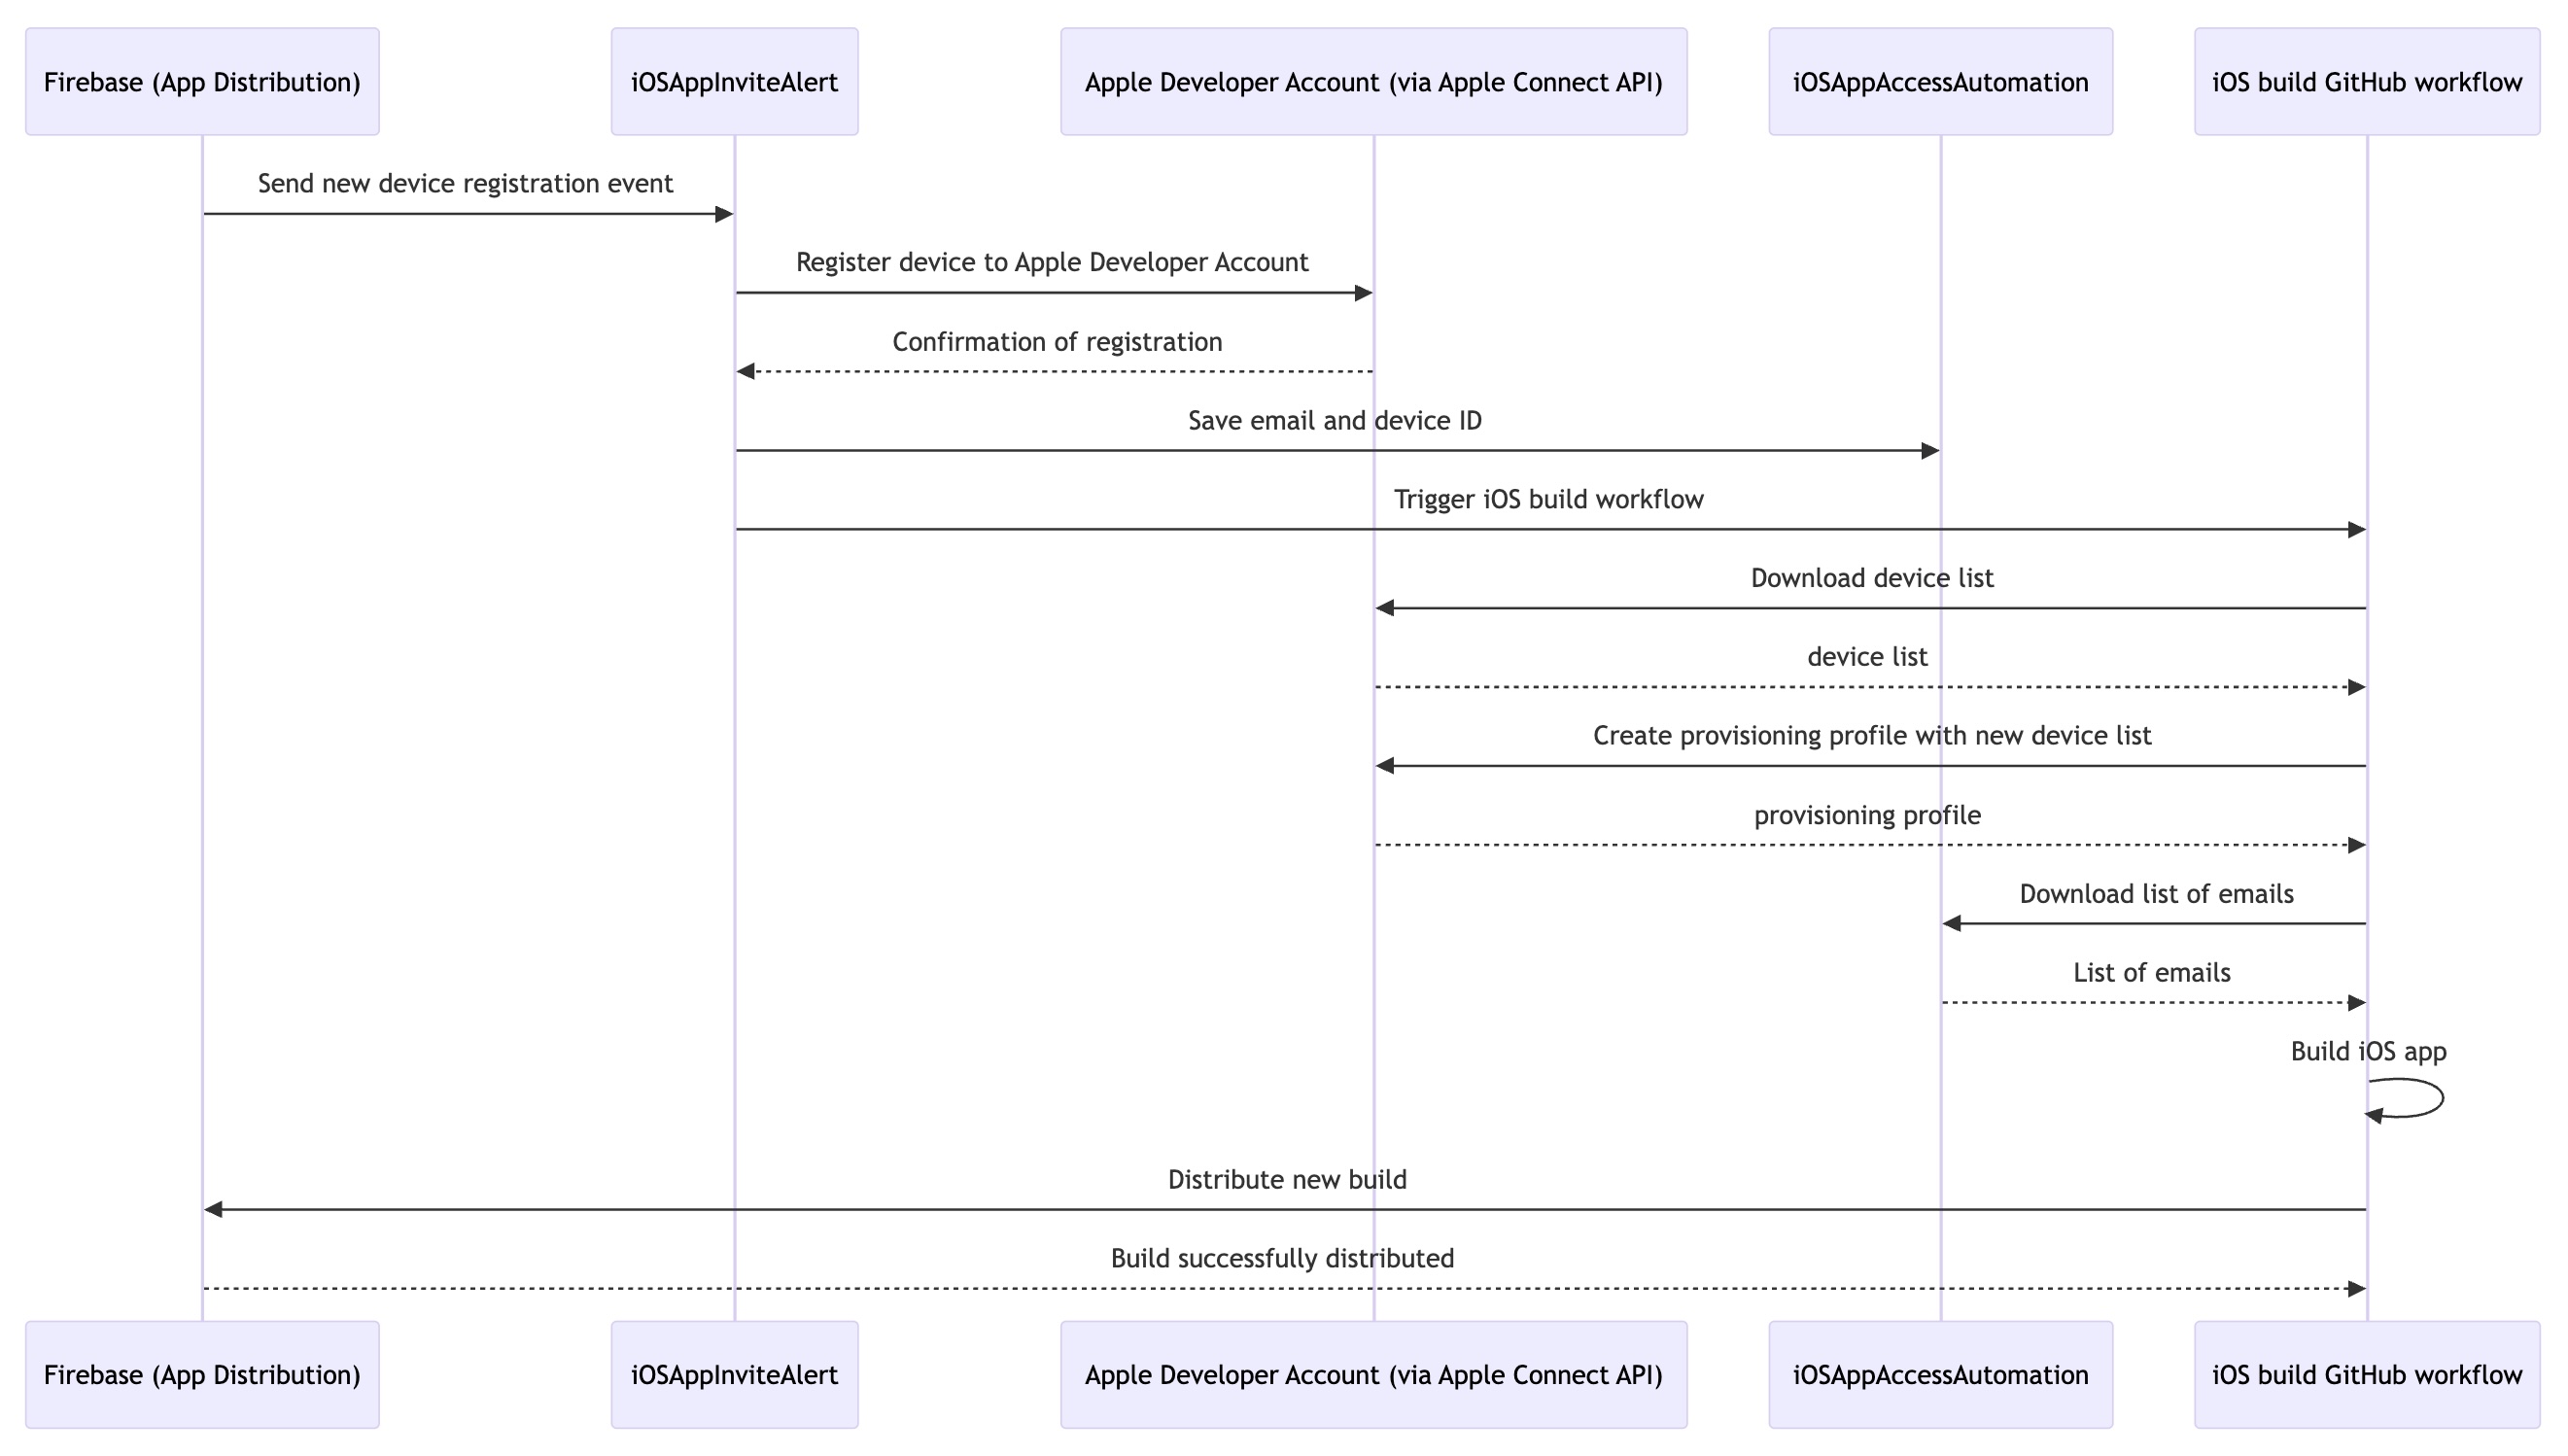 Firebase (App Distribution)
iOSAppInviteAlert
Apple Developer Account (via Apple Connect API)
iOSAppAccessAutomation
iOS build GitHub workflow
Send new device registration event
Register device to Apple Developer Account
Confirmation of registration
Save email and device ID
Trigger iOS build workflow
Download device list
device list
Create provisioning profile with new device list
provisioning profile
Download list of emails
List of emails
Build iOS app
Distribute new build
Build successfully distributed
Firebase (App Distribution)
iOSAppInviteAlert
Apple Developer Account (via Apple Connect API)
iOSAppAccessAutomation
iOS build GitHub workflow